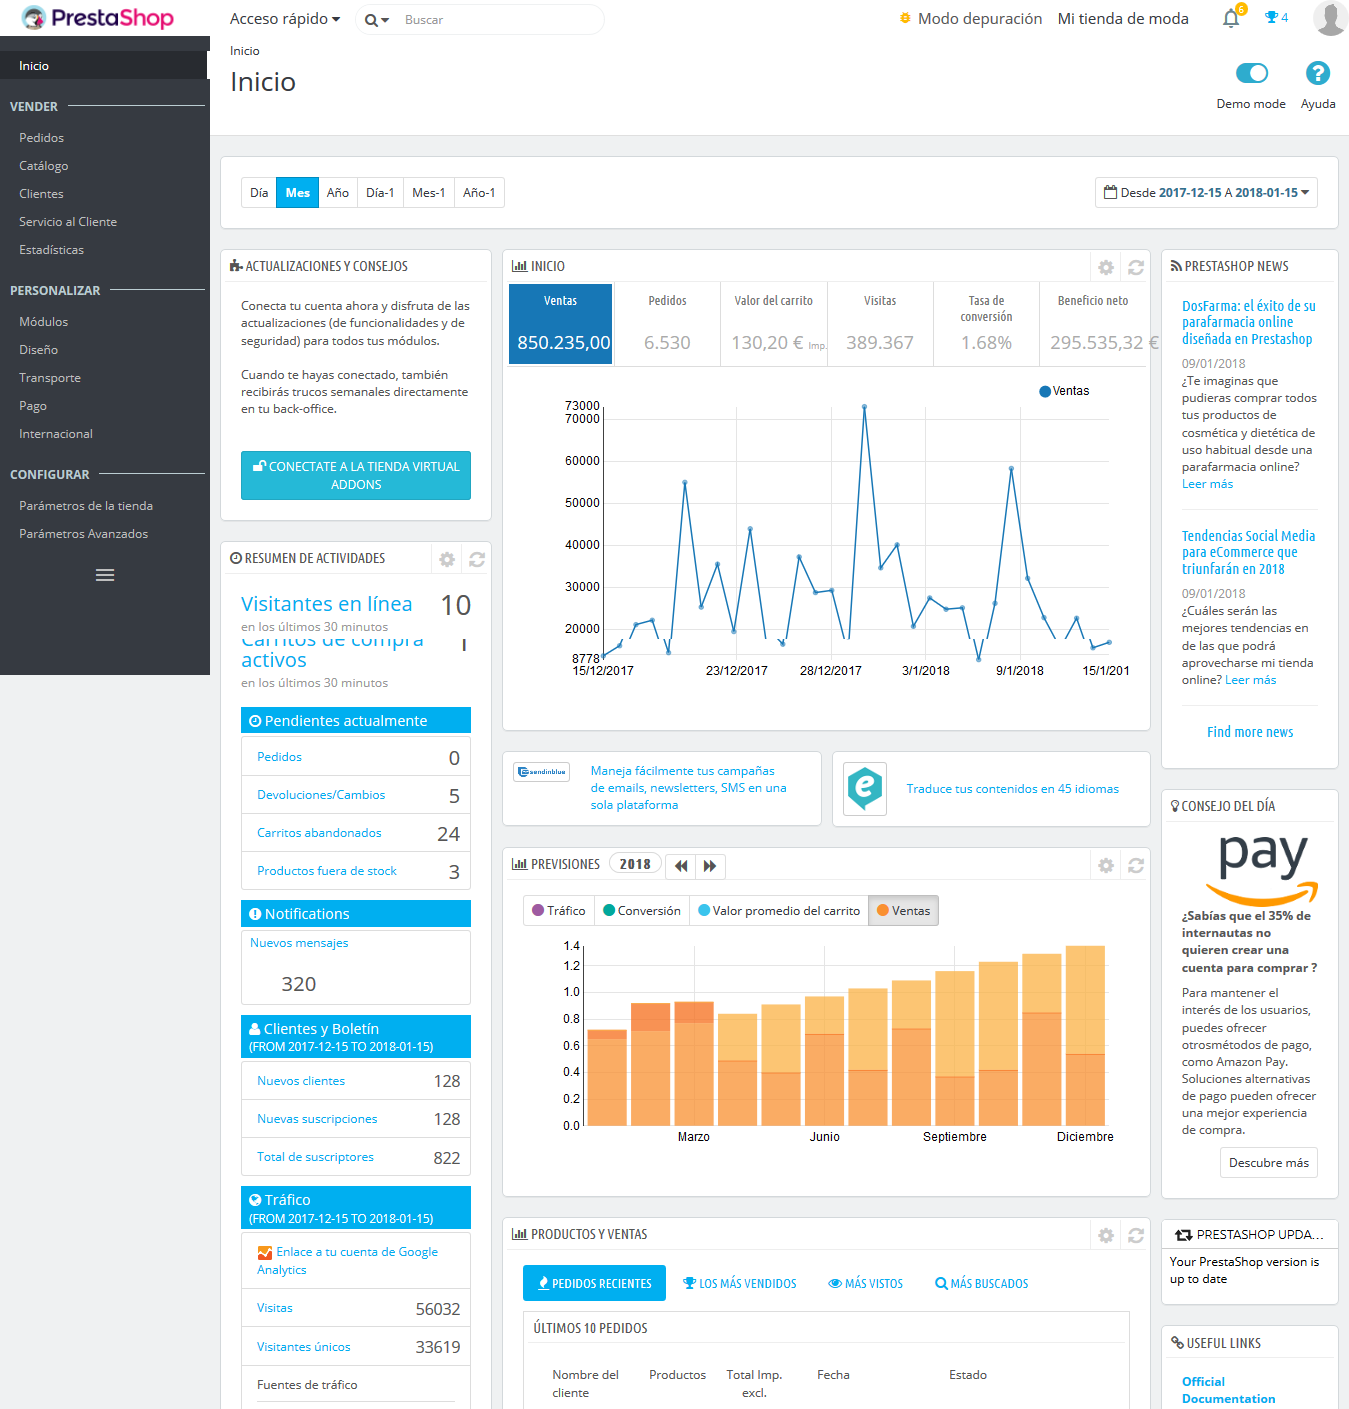 PrestaShop
Acceso rápido
Buscar
Modo depuración
Mi tienda de moda
6
4
Inicio
VENDER
Pedidos
Catálogo
Clientes
Servicio al Cliente
Estadísticas
PERSONALIZAR
Módulos
Diseño
Transporte
Pago
Internacional
CONFIGURAR
Parámetros de la tienda
Parámetros Avanzados
Inicio
Inicio
Demo mode
Ayuda
Día
Mes
Año
Día-1
Mes-1
Año-1
Desde 2017-12-15 A 2018-01-15
ACTUALIZACIONES Y CONSEJOS
Conecta tu cuenta ahora y disfruta de las
actualizaciones (de funcionalidades y de
seguridad) para todos tus módulos.
Cuando te hayas conectado, también
recibirás trucos semanales directamente
en tu back-office.
CONECTATE A LA TIENDA VIRTUAL
ADDONS
RESUMEN DE ACTIVIDADES
Visitantes en línea 10
en los últimos 30 minutos
Carritos de compra 1
activos
en los últimos 30 minutos
Pendientes actualmente
Pedidos 0
Devoluciones/Cambios 5
Carritos abandonados 24
Productos fuera de stock 3
Notifications
Nuevos mensajes
320
Clientes y Boletín
(FROM 2017-12-15 TO 2018-01-15)
Nuevos clientes 128
Nuevas suscripciones 128
Total de suscriptores 822
Tráfico
(FROM 2017-12-15 TO 2018-01-15)
Enlace a tu cuenta de Google
Analytics
Visitas 56032
Visitantes únicos 33619
Fuentes de tráfico
INICIO
Ventas
850.235,00
Pedidos
6.530
Valor del carrito
130,20 € Imp.
Visitas
389.367
Tasa de
conversión
1.68%
Beneficio neto
295.535,32 €
Ventas
73000
70000
60000
50000
40000
30000
20000
8778
15/12/2017
23/12/2017
28/12/2017
3/1/2018
9/1/2018
15/1/201
sendinblue
Maneja fácilmente tus campañas
de emails, newsletters, SMS en una
sola plataforma
e
Traduce tus contenidos en 45 idiomas
PREVISIONES
2018
Tráfico
Conversión
Valor promedio del carrito
Ventas
1.4
1.2
1.0
0.8
0.6
0.4
0.2
0.0
Marzo
Junio
Septiembre
Diciembre
PRODUCTOS Y VENTAS
PEDIDOS RECIENTES
LOS MÁS VENDIDOS
MÁS VISTOS
MÁS BUSCADOS
ÚLTIMOS 10 PEDIDOS
Nombre del
cliente
Productos
Total Imp.
excl.
Fecha
Estado
PRESTASHOP NEWS
DosFarma: el éxito de su
parafarmacia online
diseñada en Prestashop
09/01/2018
¿Te imaginas que
pudieras comprar todos
tus productos de
cosmética y dietética de
uso habitual desde una
parafarmacia online?
Leer más
Tendencias Social Media
para eCommerce que
triunfarán en 2018
09/01/2018
¿Cuáles serán las
mejores tendencias en
de las que podrá
aprovecharse mi tienda
online? Leer más
Find more news
CONSEJO DEL DÍA
pay
¿Sabías que el 35% de
internautas no
quieren crear una
cuenta para comprar ?
Para mantener el
interés de los usuarios,
puedes ofrecer
otrosmétodos de pago,
como Amazon Pay.
Soluciones alternativas
de pago pueden ofrecer
una mejor experiencia
de compra.
Descubre más
PRESTASHOP UPDA...
Your PrestaShop version is
up to date
USEFUL LINKS
Official
Documentation